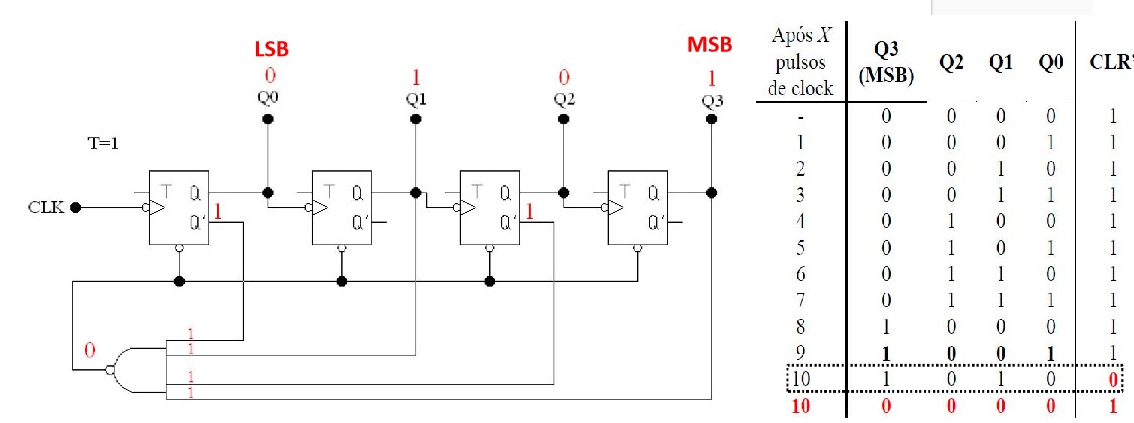 LSB MSB
0 1 0 1
Q0 Q1 Q2 Q3
T=1
T Q T Q T Q T Q
CLK
Q' 1 Q' Q' 1 Q'
1
0 1
1
1
Após X
pulsos
de clock Q3
(MSB) Q2 Q1 Q0 CLR'
- 0 0 0 0 1
1 0 0 0 1 1
2 0 0 1 0 1
3 0 0 1 1 1
4 0 1 0 0 1
5 0 1 0 1 1
6 0 1 1 0 1
7 0 1 1 1 1
8 1 0 0 0 1
9 1 0 0 1 1
10 1 0 1 0 0
10 0 0 0 0 1